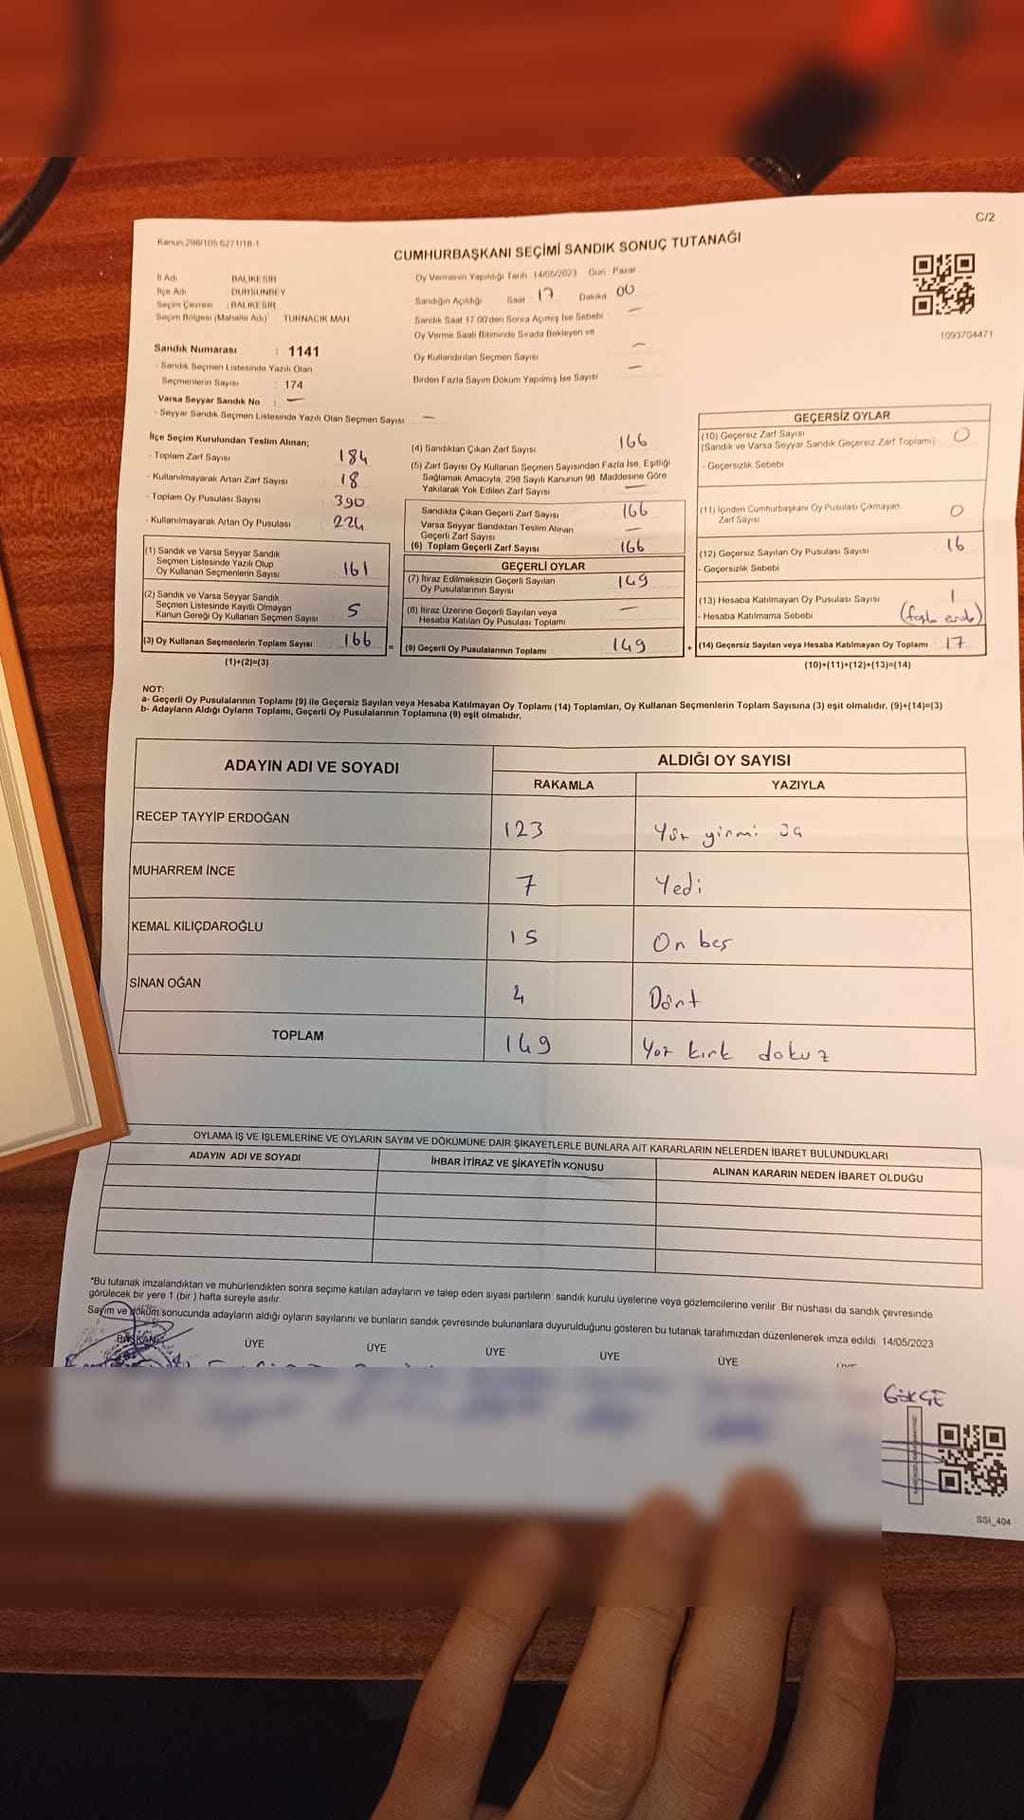 C/2
Kanun 298/105 6271/18-1
CUMHURBAŞKANI SEÇİMİ SANDIK SONUÇ TUTANAĞI
İl Adı BALIKESİR
İlçe Adı DURSUNBEY
Seçim Çevresi : BALIKESİR
Seçim Bölgesi (Mahalle Adı) TURNACIK MAH
Sandık Numarası : 1141
- Sandık Seçmen Listesinde Yazılı Olan
Seçmenlerin Sayısı : 174
Varsa Seyyar Sandık No : —
- Seyyar Sandık Seçmen Listesinde Yazılı Olan Seçmen Sayısı —
Oy Vermenin Yapıldığı Tarih 14/05/2023 Gün Pazar
Sandığın Açıldığı Saat 17 Dakika 00
Sandık Saat 17 00'den Sonra Açımış İse Sebebi —
Oy Verme Saati Bitiminde Sırada Bekleyen ve
Oy Kullandırılan Seçmen Sayısı —
Birden Fazla Sayım Döküm Yapılmış İse Sayısı —
1093704471
İlçe Seçim Kurulundan Teslim Alınan;
- Toplam Zarf Sayısı 184
- Kullanılmayarak Artan Zarf Sayısı 18
- Toplam Oy Pusulası Sayısı 390
- Kullanılmayarak Artan Oy Pusulası 224
(1) Sandık ve Varsa Seyyar Sandık
Seçmen Listesinde Yazılı Olup
Oy Kullanan Seçmenlerin Sayısı 161
(2) Sandık ve Varsa Seyyar Sandık
Seçmen Listesinde Kayıtlı Olmayan
Kanun Gereği Oy Kullanan Seçmen Sayısı 5
(3) Oy Kullanan Seçmenlerin Toplam Sayısı 166 =
(1)+(2)=(3)
(4) Sandıktan Çıkan Zarf Sayısı 166
(5) Zarf Sayısı Oy Kullanan Seçmen Sayısından Fazla İse, Eşitliği
Sağlamak Amacıyla, 298 Sayılı Kanunun 98. Maddesine Göre
Yakılarak Yok Edilen Zarf Sayısı —
Sandıkta Çıkan Geçerli Zarf Sayısı 166
Varsa Seyyar Sandıktan Teslim Alınan
Geçerli Zarf Sayısı —
(6) Toplam Geçerli Zarf Sayısı 166
GEÇERLİ OYLAR
(7) İtiraz Edilmeksizin Geçerli Sayılan
Oy Pusulalarının Sayısı 149
(8) İtiraz Üzerine Geçerli Sayılan veya
Hesaba Katılan Oy Pusulası Toplamı —
(9) Geçerli Oy Pusulalarının Toplamı 149 +
GEÇERSİZ OYLAR
(10) Geçersiz Zarf Sayısı
(Sandık ve Varsa Seyyar Sandık Geçersiz Zarf Toplamı) 0
- Geçersizlik Sebebi
(11) İçinden Cumhurbaşkanı Oy Pusulası Çıkmayan
Zarf Sayısı 0
(12) Geçersiz Sayılan Oy Pusulası Sayısı 16
- Geçersizlik Sebebi
(13) Hesaba Katılmayan Oy Pusulası Sayısı 1
- Hesaba Katılmama Sebebi
(14) Geçersiz Sayılan veya Hesaba Katılmayan Oy Toplamı 17
(10)+(11)+(12)+(13)=(14)
NOT:
a- Geçerli Oy Pusulalarının Toplamı (9) ile Geçersiz Sayılan veya Hesaba Katılmayan Oy Toplamı (14) Toplamları, Oy Kullanan Seçmenlerin Toplam Sayısına (3) eşit olmalıdır. (9)+(14)=(3)
b- Adayların Aldığı Oyların Toplamı, Geçerli Oy Pusulalarının Toplamına (9) eşit olmalıdır.
ADAYIN ADI VE SOYADI
ALDIĞI OY SAYISI
RAKAMLA YAZIYLA
RECEP TAYYİP ERDOĞAN 123 Yüz yirmi üç
MUHARREM İNCE 7 Yedi
KEMAL KILIÇDAROĞLU 15 On beş
SİNAN OĞAN 4 Dört
TOPLAM 149 Yüz kırk dokuz
OYLAMA İŞ VE İŞLEMLERİNE VE OYLARIN SAYIM VE DÖKÜMÜNE DAİR ŞİKAYETLERLE BUNLARA AİT KARARLARIN NELERDEN İBARET BULUNDUKLARI
ADAYIN ADI VE SOYADI İHBAR İTİRAZ VE ŞİKAYETİN KONUSU ALINAN KARARIN NEDEN İBARET OLDUĞU
*Bu tutanak imzalandıktan ve mühürlendikten sonra seçime katılan adayların ve talep eden siyasi partilerin sandık kurulu üyelerine veya gözlemcilerine verilir. Bir nüshası da sandık çevresinde
görülecek bir yere 1 (bir ) hafta süreyle asılır.
Sayım ve döküm sonucunda adayların aldığı oyların sayılarını ve bunların sandık çevresinde bulunanlara duyurulduğunu gösteren bu tutanak tarafımızdan düzenlenerek imza edildi. 14/05/2023
BAŞKAN ÜYE ÜYE ÜYE ÜYE ÜYE
GÖKÇE
SSI_404